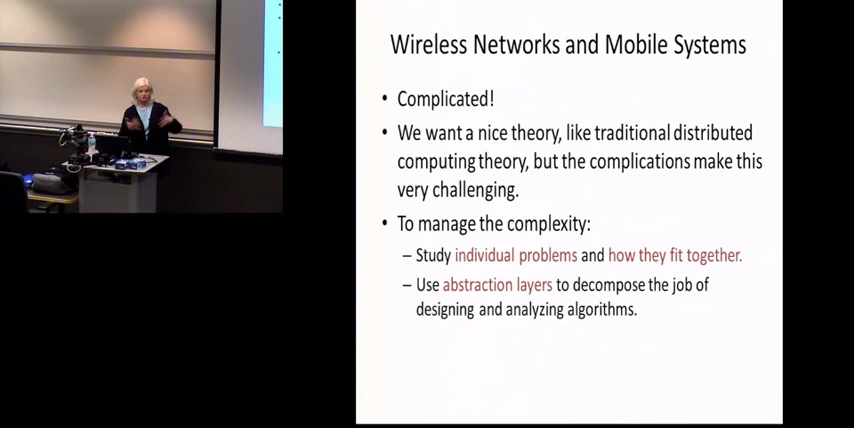 Wireless Networks and Mobile Systems
• Complicated!
• We want a nice theory, like traditional distributed
computing theory, but the complications make this
very challenging.
• To manage the complexity:
– Study individual problems and how they fit together.
– Use abstraction layers to decompose the job of
designing and analyzing algorithms.